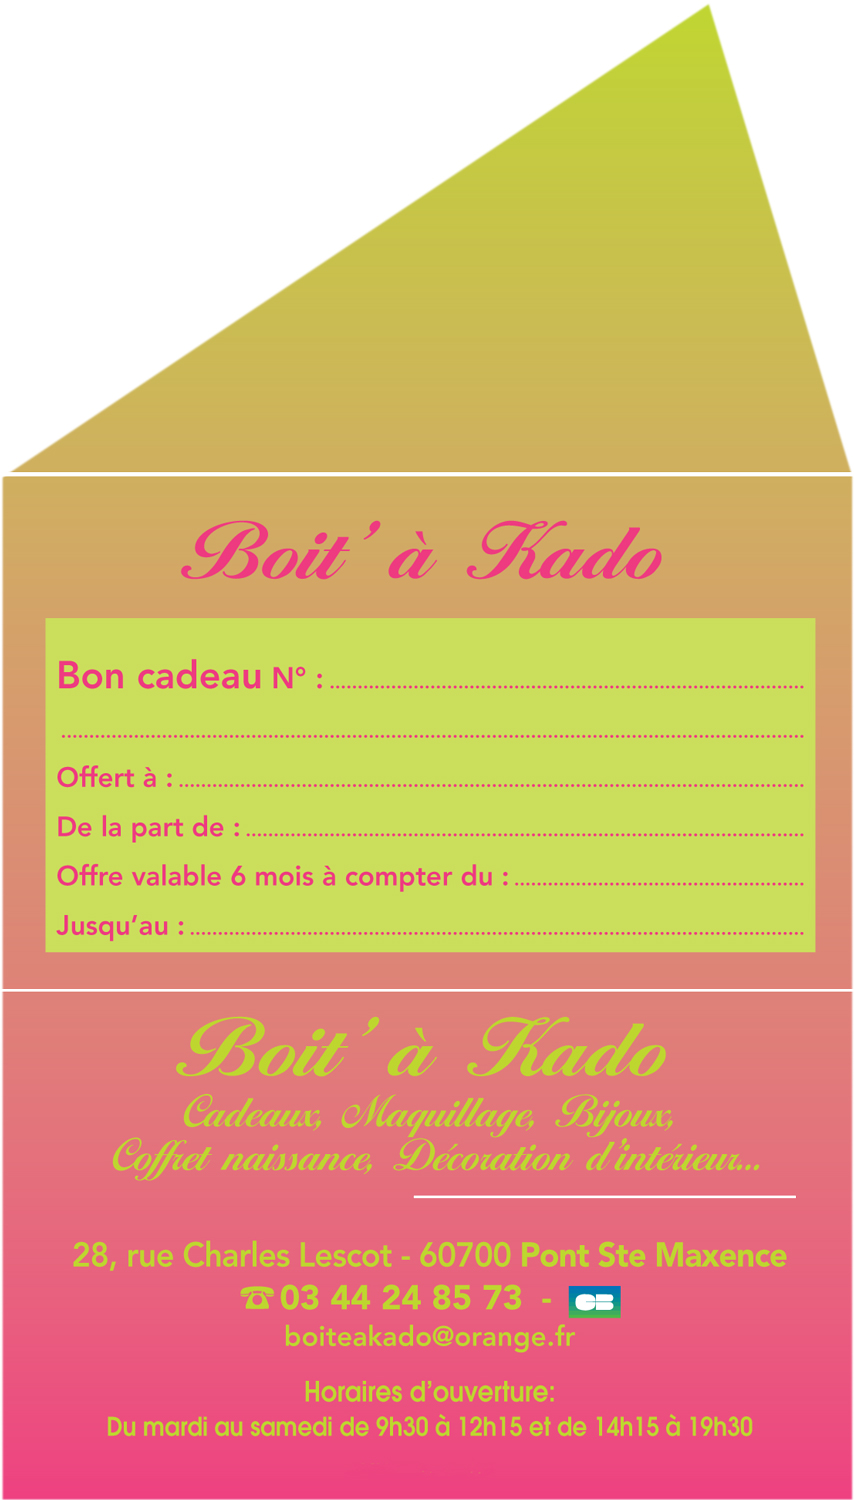 Boit' à Kado
Bon cadeau N° : ........................................
........................................
Offert à : ........................................
De la part de : ........................................
Offre valable 6 mois à compter du : ........................................
Jusqu'au : ........................................
Boit' à Kado
Cadeaux, Maquillage, Bijoux,
Coffret naissance, Décoration d'intérieur...
28, rue Charles Lescot - 60700 Pont Ste Maxence
☎ 03 44 24 85 73 - CB
boiteakado@orange.fr
Horaires d'ouverture:
Du mardi au samedi de 9h30 à 12h15 et de 14h15 à 19h30